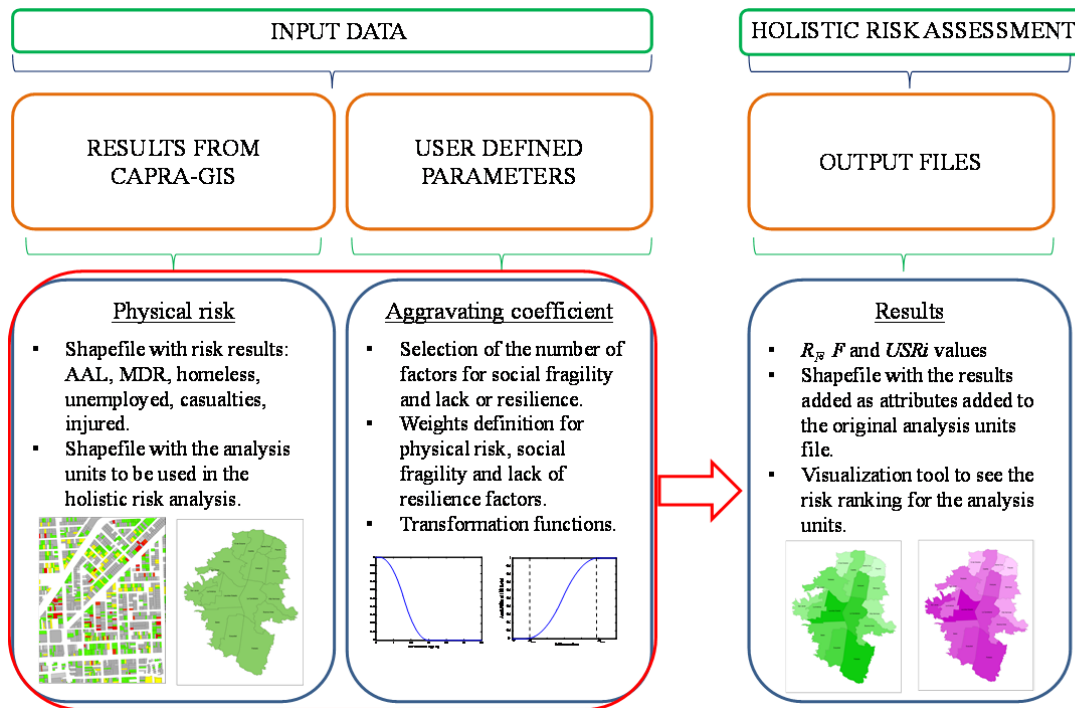 INPUT DATA
HOLISTIC RISK ASSESSMENT
RESULTS FROM
CAPRA-GIS
USER DEFINED
PARAMETERS
OUTPUT FILES
Physical risk
▪ Shapefile with risk results:
AAL, MDR, homeless,
unemployed, casualties,
injured.
▪ Shapefile with the analysis
units to be used in the
holistic risk analysis.
Aggravating coefficient
▪ Selection of the number of
factors for social fragility
and lack or resilience.
▪ Weights definition for
physical risk, social
fragility and lack of
resilience factors.
▪ Transformation functions.
Results
▪ F and USRi values
▪ Shapefile with the results
added as attributes added to
the original analysis units
file.
▪ Visualization tool to see the
risk ranking for the analysis
units.